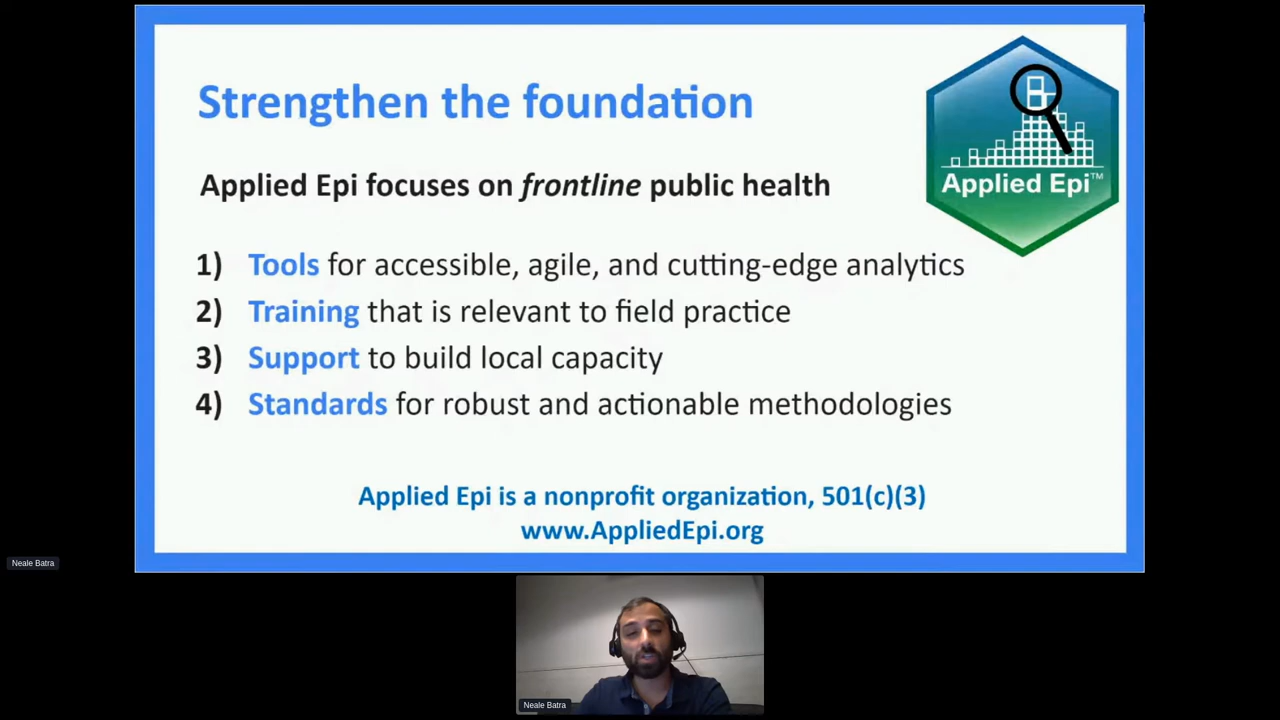 Strengthen the foundation
Applied Epi focuses on frontline public health
Applied Epi™
1) Tools for accessible, agile, and cutting-edge analytics
2) Training that is relevant to field practice
3) Support to build local capacity
4) Standards for robust and actionable methodologies
Applied Epi is a nonprofit organization, 501(c)(3)
www.AppliedEpi.org
Neale Batra
Neale Batra